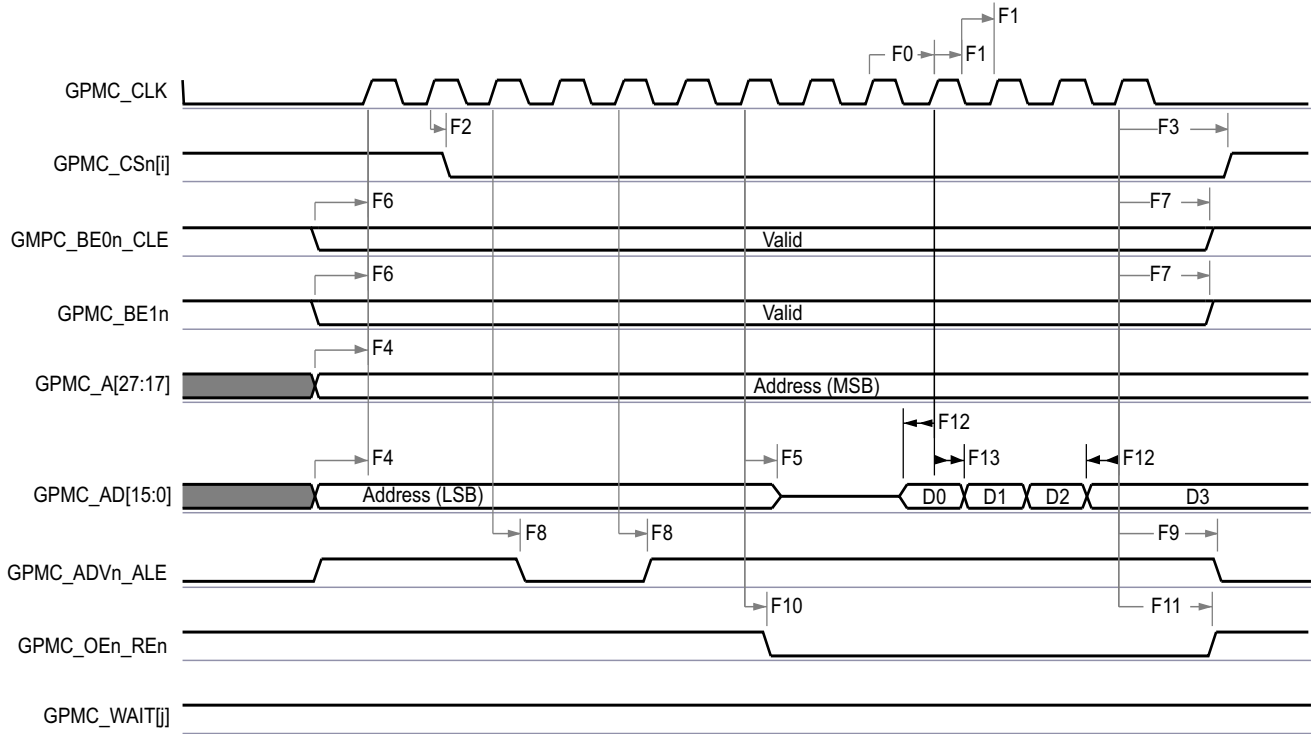 F1
F0 F1
GPMC_CLK
F2 F3
GPMC_CSn[i]
F6 F7
GMPC_BE0n_CLE Valid
F6 F7
GPMC_BE1n Valid
F4
GPMC_A[27:17] Address (MSB)
F12
F4 F5 F13 F12
GPMC_AD[15:0] Address (LSB) D0 D1 D2 D3
F8 F8 F9
GPMC_ADVn_ALE
F10 F11
GPMC_OEn_REn
GPMC_WAIT[j]